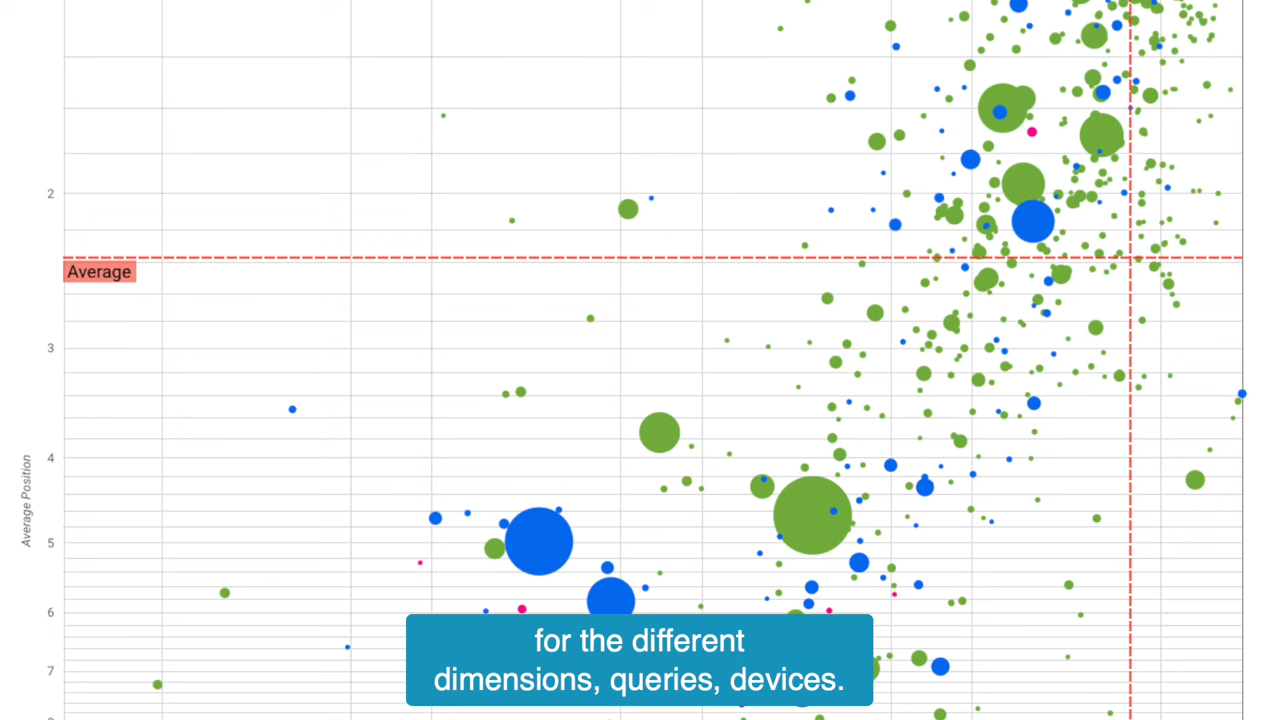 2
Average
3
4
Average Position
5
6
7
for the different
dimensions, queries, devices.